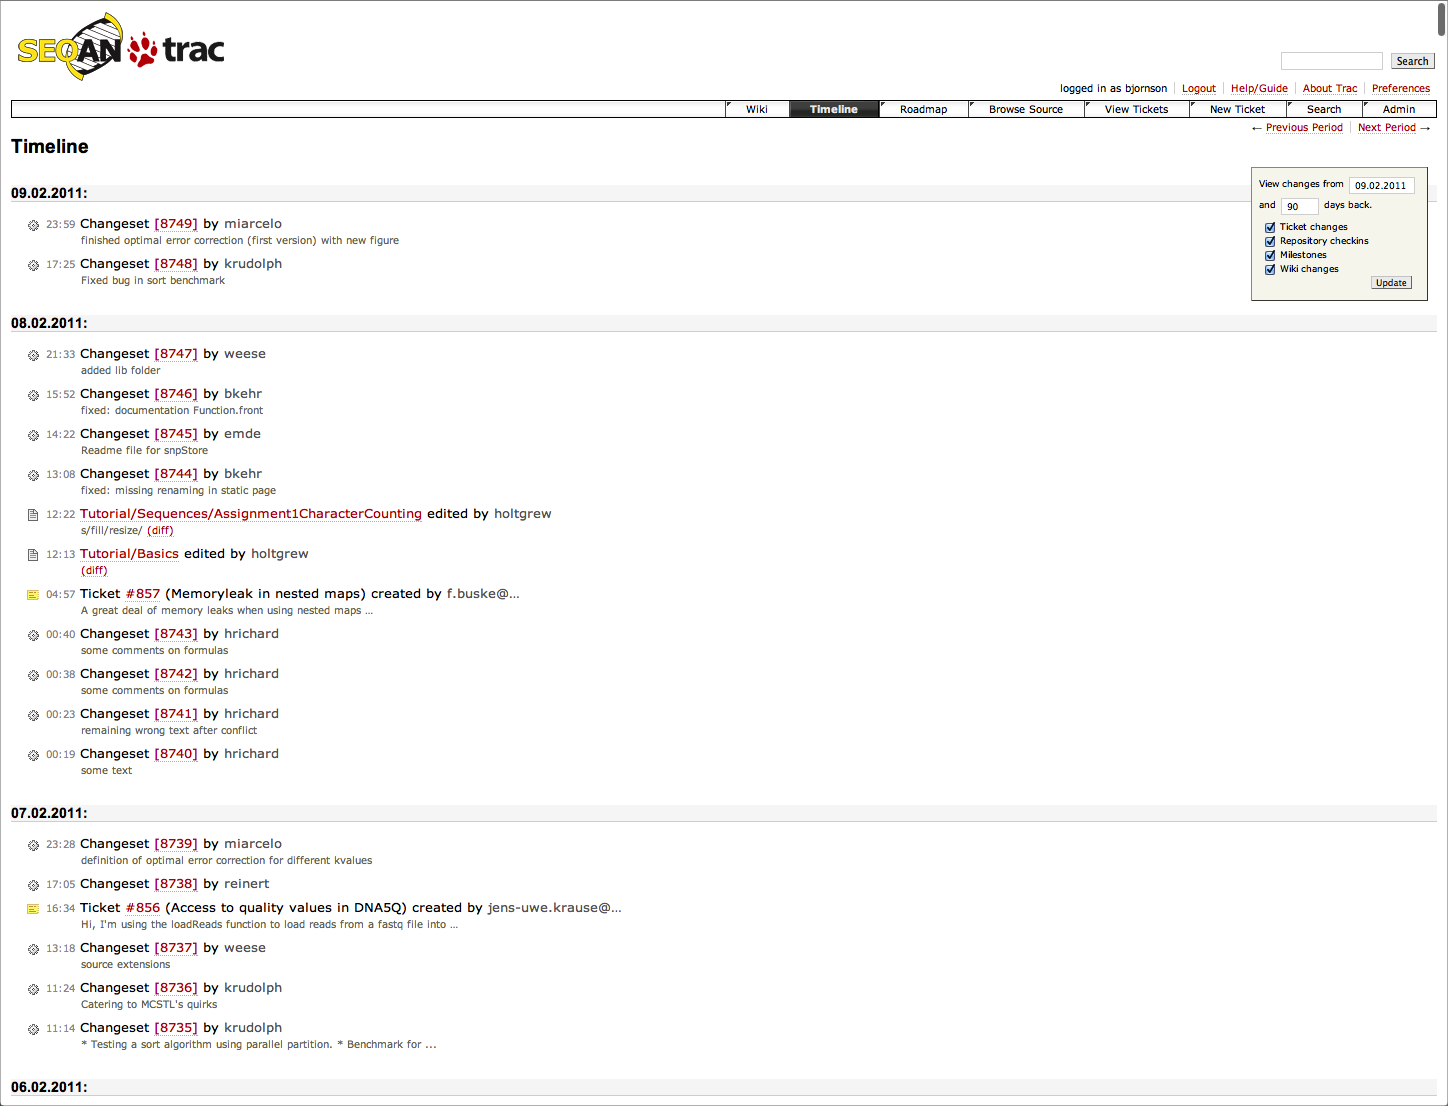 SEQAN trac
Search
logged in as bjornson Logout Help/Guide About Trac Preferences
Wiki Timeline Roadmap Browse Source View Tickets New Ticket Search Admin
← Previous Period Next Period →
Timeline
View changes from 09.02.2011
and 90 days back.
Ticket changes
Repository checkins
Milestones
Wiki changes
Update
09.02.2011:
23:59 Changeset [8749] by miarcelo
finished optimal error correction (first version) with new figure
17:25 Changeset [8748] by krudolph
Fixed bug in sort benchmark
08.02.2011:
21:33 Changeset [8747] by weese
added lib folder
15:52 Changeset [8746] by bkehr
fixed: documentation Function.front
14:22 Changeset [8745] by emde
Readme file for snpStore
13:08 Changeset [8744] by bkehr
fixed: missing renaming in static page
12:22 Tutorial/Sequences/Assignment1CharacterCounting edited by holtgrew
s/fill/resize/ (diff)
12:13 Tutorial/Basics edited by holtgrew
(diff)
04:57 Ticket #857 (Memoryleak in nested maps) created by f.buske@…
A great deal of memory leaks when using nested maps …
00:40 Changeset [8743] by hrichard
some comments on formulas
00:38 Changeset [8742] by hrichard
some comments on formulas
00:23 Changeset [8741] by hrichard
remaining wrong text after conflict
00:19 Changeset [8740] by hrichard
some text
07.02.2011:
23:28 Changeset [8739] by miarcelo
definition of optimal error correction for different kvalues
17:05 Changeset [8738] by reinert
16:34 Ticket #856 (Access to quality values in DNA5Q) created by jens-uwe.krause@…
Hi, I'm using the loadReads function to load reads from a fastq file into …
13:18 Changeset [8737] by weese
source extensions
11:24 Changeset [8736] by krudolph
Catering to MCSTL's quirks
11:14 Changeset [8735] by krudolph
* Testing a sort algorithm using parallel partition. * Benchmark for …
06.02.2011: